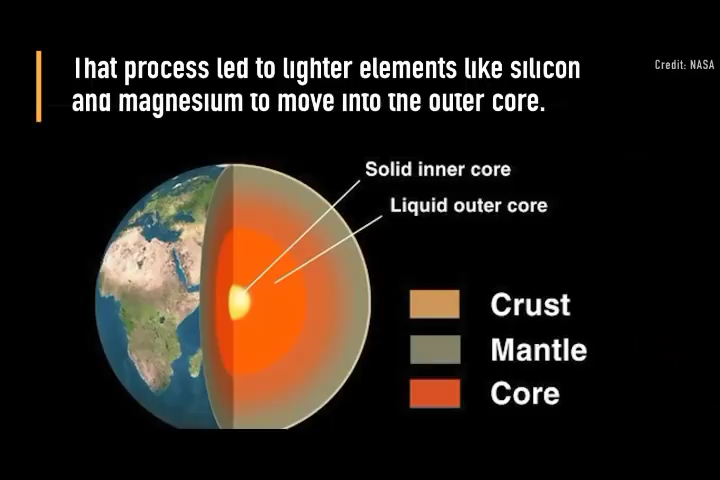 That process led to lighter elements like silicon
and magnesium to move into the outer core.
Credit: NASA
Solid inner core
Liquid outer core
Crust
Mantle
Core